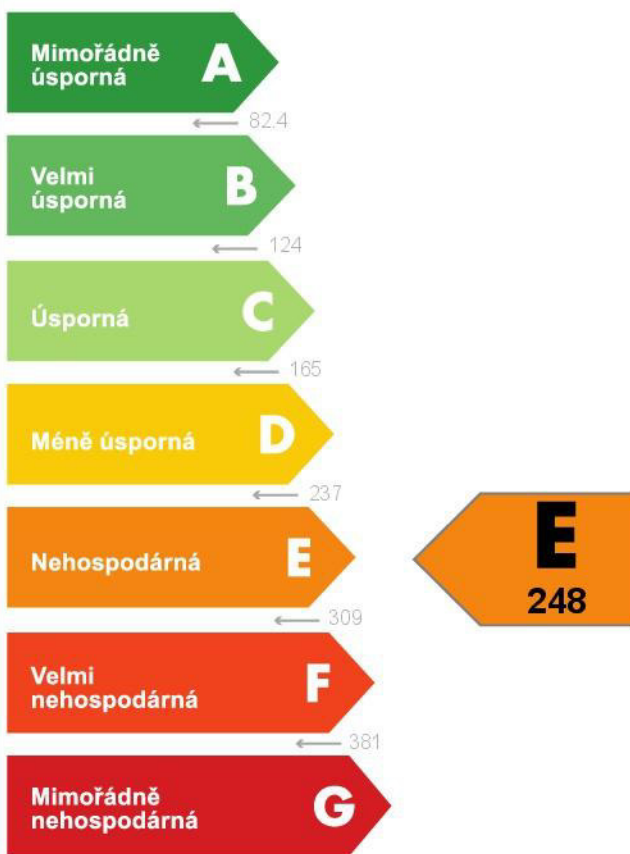 Mimořádně
úsporná
A
82.4
Velmi
úsporná
B
124
Úsporná
C
165
Méně úsporná
D
237
Nehospodárná
E
309
E
248
Velmi
nehospodárná
F
381
Mimořádně
nehospodárná
G